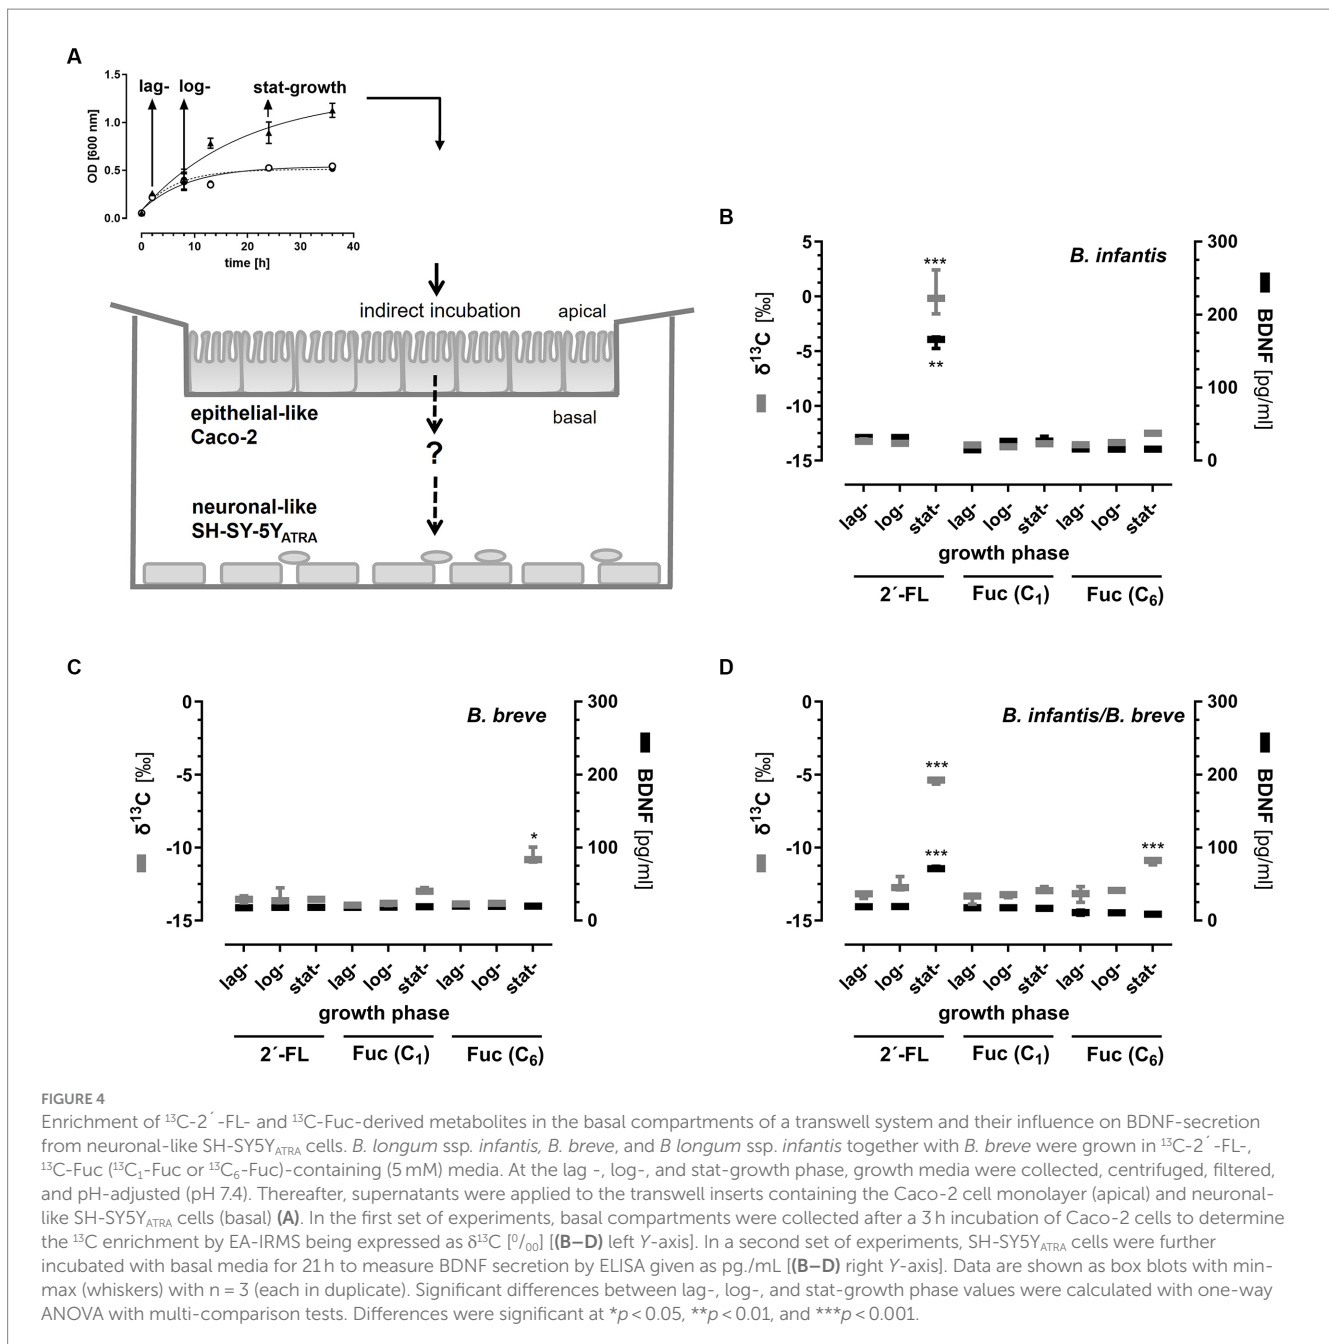 A
lag-
log-
stat-growth
1.5
1.0
0.5
0.0
OD [600 nm]
0
10
20
30
40
time [h]
indirect incubation
apical
epithelial-like
Caco-2
basal
?
neuronal-like
SH-SY-5Y_ATRA
B
B. infantis
5
0
-5
-10
-15
δ¹³C [‰]
***
**
300
200
100
0
BDNF [pg/ml]
lag- log- stat- lag- log- stat- lag- log- stat-
growth phase
2´-FL Fuc (C₁) Fuc (C₆)
C
B. breve
0
-5
-10
-15
δ¹³C [‰]
*
300
200
100
0
BDNF [pg/ml]
lag- log- stat- lag- log- stat- lag- log- stat-
growth phase
2´-FL Fuc (C₁) Fuc (C₆)
D
B. infantis/B. breve
0
-5
-10
-15
δ¹³C [‰]
***
***
***
300
200
100
0
BDNF [pg/ml]
lag- log- stat- lag- log- stat- lag- log- stat-
growth phase
2´-FL Fuc (C₁) Fuc (C₆)
FIGURE 4
Enrichment of ¹³C-2´-FL- and ¹³C-Fuc-derived metabolites in the basal compartments of a transwell system and their influence on BDNF-secretion
from neuronal-like SH-SY5Y_ATRA cells. B. longum ssp. infantis, B. breve, and B longum ssp. infantis together with B. breve were grown in ¹³C-2´-FL-,
¹³C-Fuc (¹³C₁-Fuc or ¹³C₆-Fuc)-containing (5 mM) media. At the lag -, log-, and stat-growth phase, growth media were collected, centrifuged, filtered,
and pH-adjusted (pH 7.4). Thereafter, supernatants were applied to the transwell inserts containing the Caco-2 cell monolayer (apical) and neuronal-
like SH-SY5Y_ATRA cells (basal) (A). In the first set of experiments, basal compartments were collected after a 3 h incubation of Caco-2 cells to determine
the ¹³C enrichment by EA-IRMS being expressed as δ¹³C [⁰/₀₀] [(B–D) left Y-axis]. In a second set of experiments, SH-SY5Y_ATRA cells were further
incubated with basal media for 21 h to measure BDNF secretion by ELISA given as pg./mL [(B–D) right Y-axis]. Data are shown as box blots with min-
max (whiskers) with n = 3 (each in duplicate). Significant differences between lag-, log-, and stat-growth phase values were calculated with one-way
ANOVA with multi-comparison tests. Differences were significant at *p < 0.05, **p < 0.01, and ***p < 0.001.